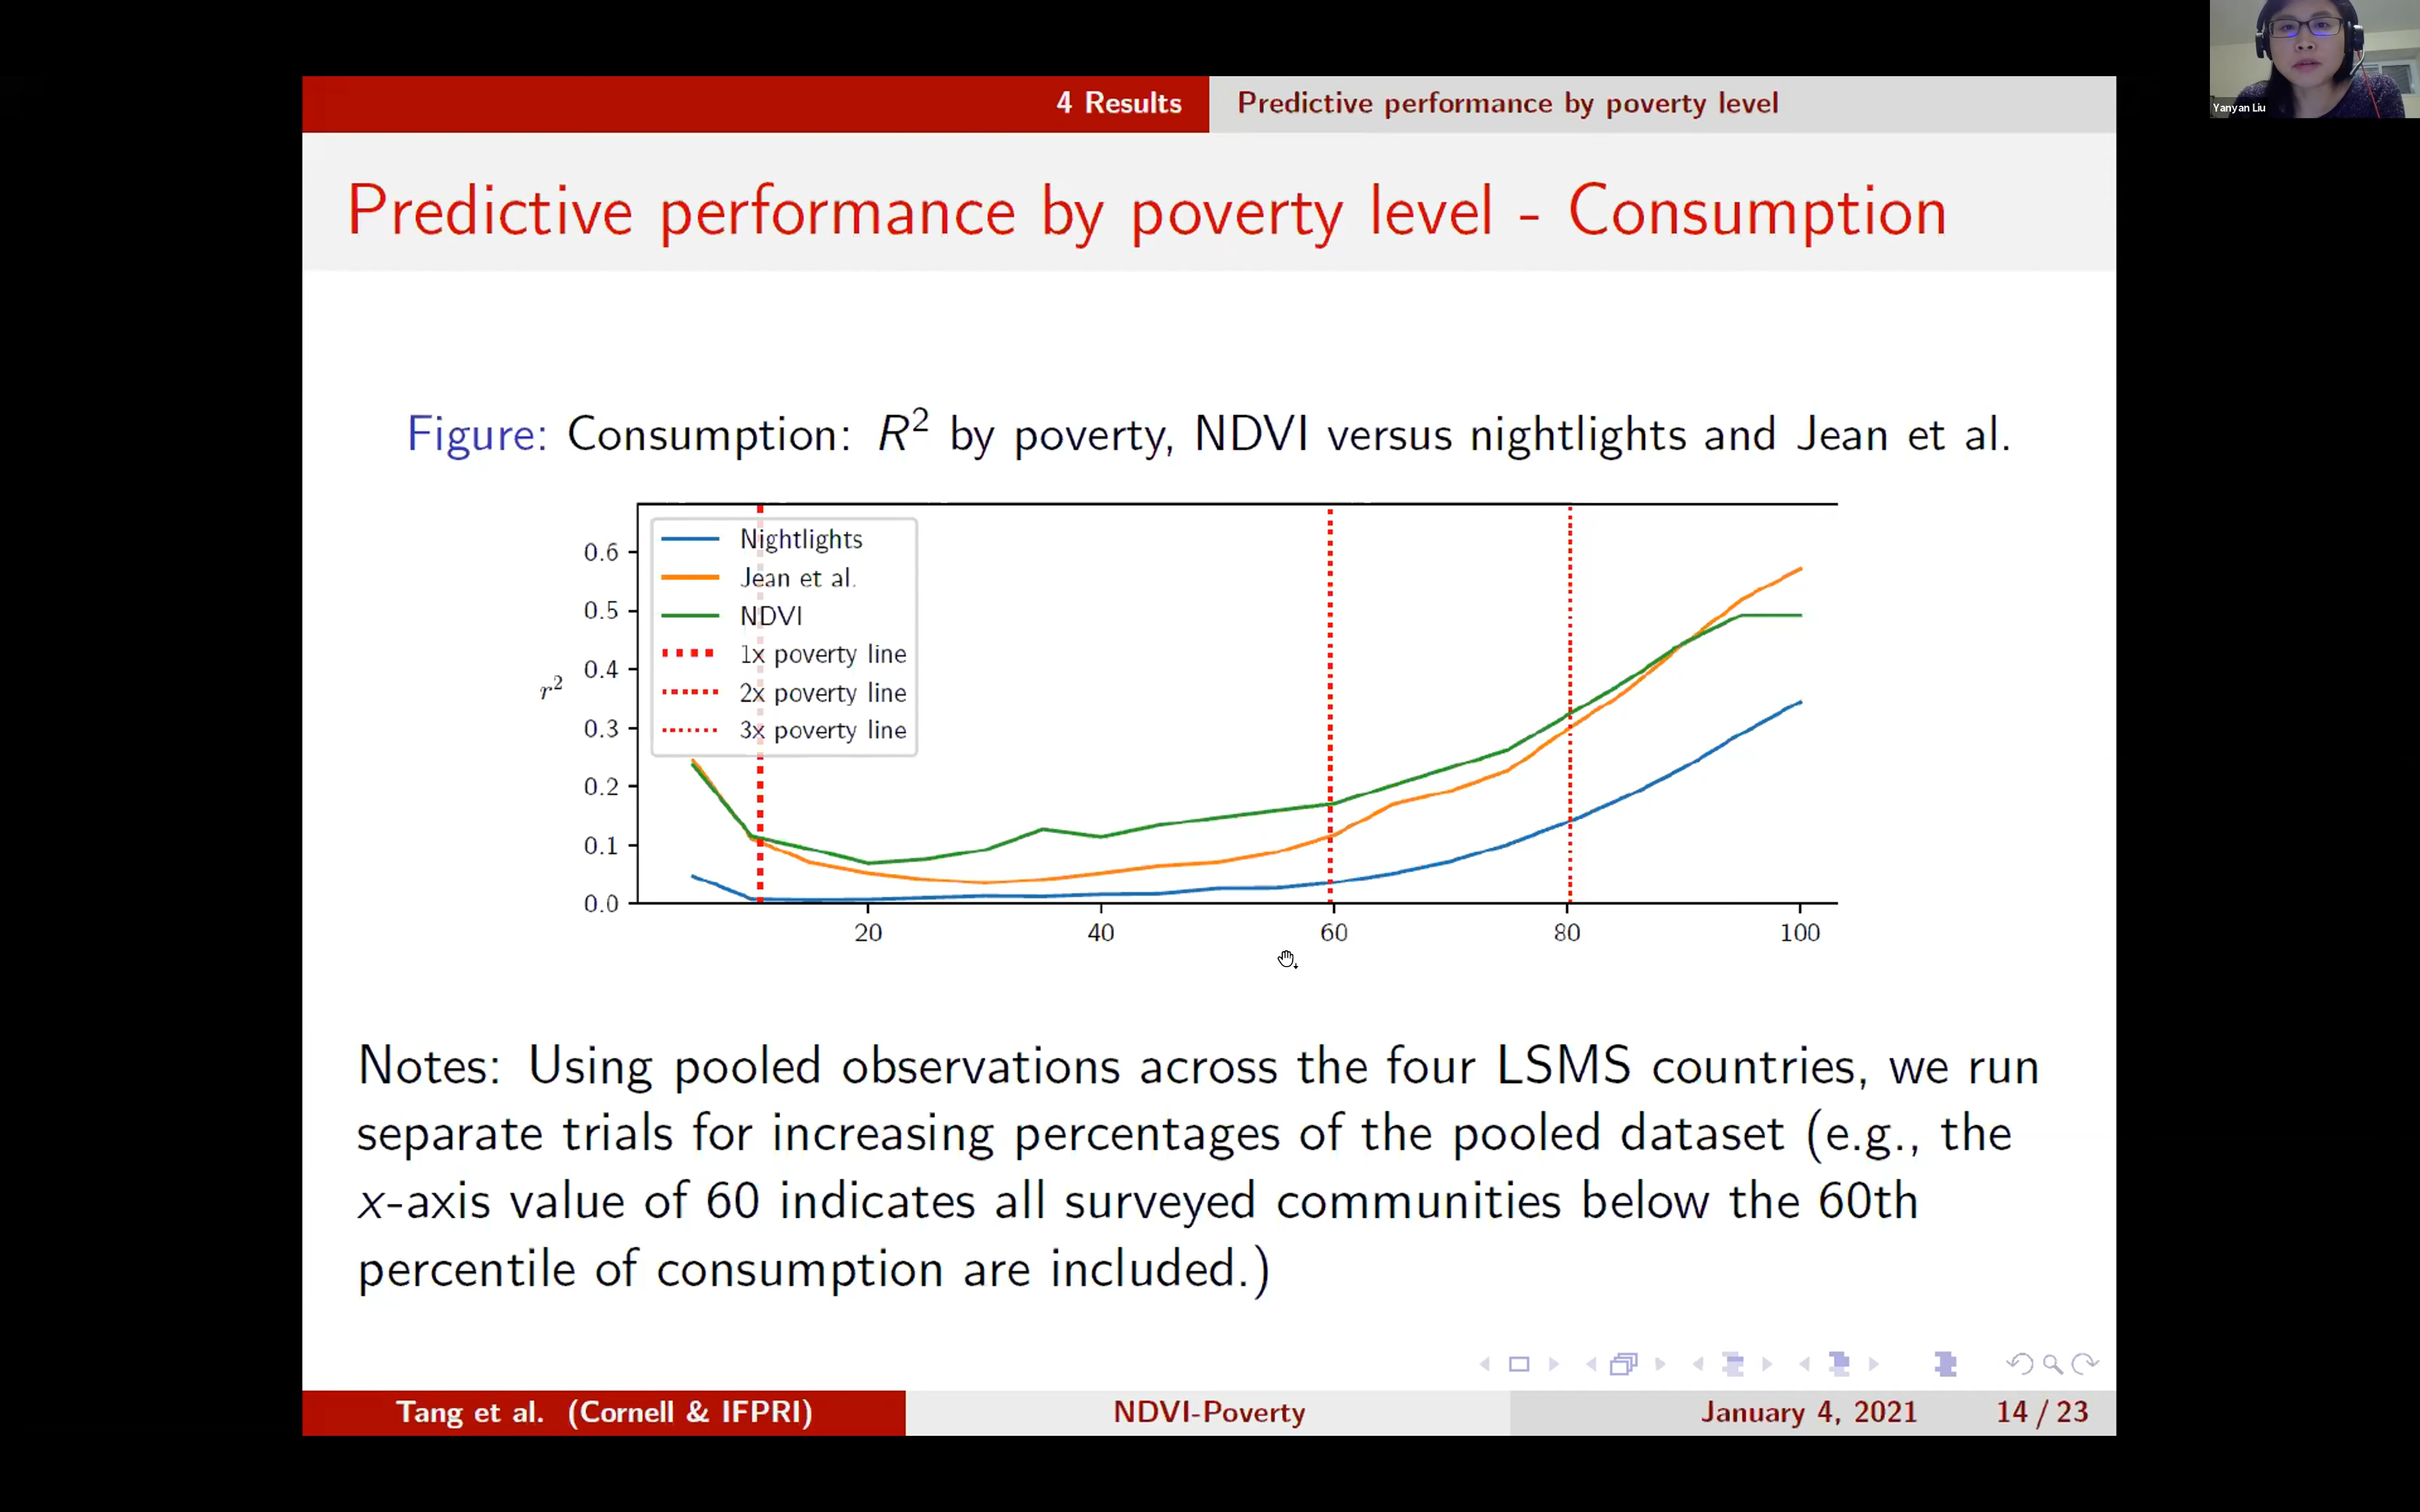 Yanyan Liu
4 Results
Predictive performance by poverty level
Predictive performance by poverty level - Consumption
Figure: Consumption: R² by poverty, NDVI versus nightlights and Jean et al.
Nightlights
Jean et al.
NDVI
1x poverty line
2x poverty line
3x poverty line
r²
0.6
0.5
0.4
0.3
0.2
0.1
0.0
20 40 60 80 100
Notes: Using pooled observations across the four LSMS countries, we run
separate trials for increasing percentages of the pooled dataset (e.g., the
x-axis value of 60 indicates all surveyed communities below the 60th
percentile of consumption are included.)
Tang et al. (Cornell & IFPRI)
NDVI-Poverty
January 4, 2021
14 / 23